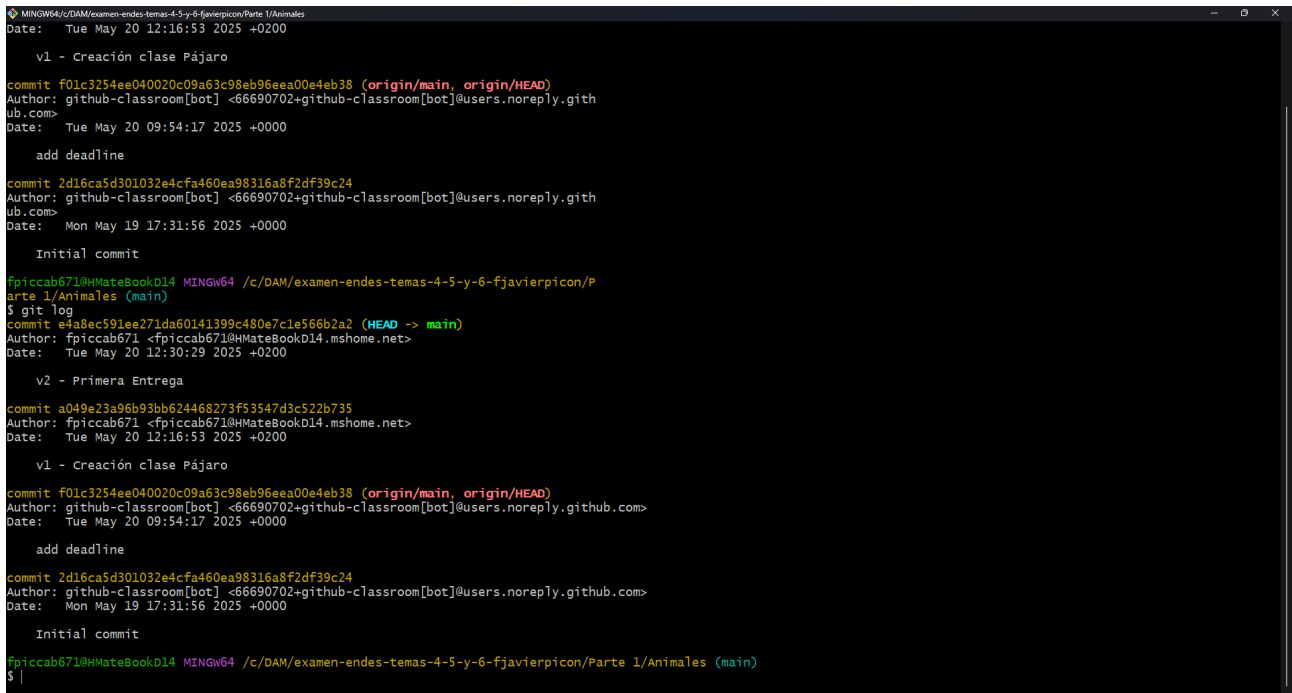 MINGW64:/c/DAM/examen-endes-temas-4-5-y-6-fjavierpicon/Parte 1/Animales
Date:   Tue May 20 12:16:53 2025 +0200
v1 - Creación clase Pájaro
commit f01c3254ee040020c09a63c98eb96eea00e4eb38 (origin/main, origin/HEAD)
Author: github-classroom[bot] <66690702+github-classroom[bot]@users.noreply.gith
ub.com>
Date:   Tue May 20 09:54:17 2025 +0000
add deadline
commit 2d16ca5d301032e4cfa460ea98316a8f2df39c24
Author: github-classroom[bot] <66690702+github-classroom[bot]@users.noreply.gith
ub.com>
Date:   Mon May 19 17:31:56 2025 +0000
Initial commit
fpiccab671@HMateBookD14 MINGW64 /c/DAM/examen-endes-temas-4-5-y-6-fjavierpicon/P
arte 1/Animales (main)
$ git log
commit e4a8ec591ee271da60141399c480e7c1e566b2a2 (HEAD -> main)
Author: fpiccab671 <fpiccab671@HMateBookD14.mshome.net>
Date:   Tue May 20 12:30:29 2025 +0200
v2 - Primera Entrega
commit a049e23a96b93bb624468273f53547d3c522b735
Author: fpiccab671 <fpiccab671@HMateBookD14.mshome.net>
Date:   Tue May 20 12:16:53 2025 +0200
v1 - Creación clase Pájaro
commit f01c3254ee040020c09a63c98eb96eea00e4eb38 (origin/main, origin/HEAD)
Author: github-classroom[bot] <66690702+github-classroom[bot]@users.noreply.github.com>
Date:   Tue May 20 09:54:17 2025 +0000
add deadline
commit 2d16ca5d301032e4cfa460ea98316a8f2df39c24
Author: github-classroom[bot] <66690702+github-classroom[bot]@users.noreply.github.com>
Date:   Mon May 19 17:31:56 2025 +0000
Initial commit
fpiccab671@HMateBookD14 MINGW64 /c/DAM/examen-endes-temas-4-5-y-6-fjavierpicon/Parte 1/Animales (main)
$